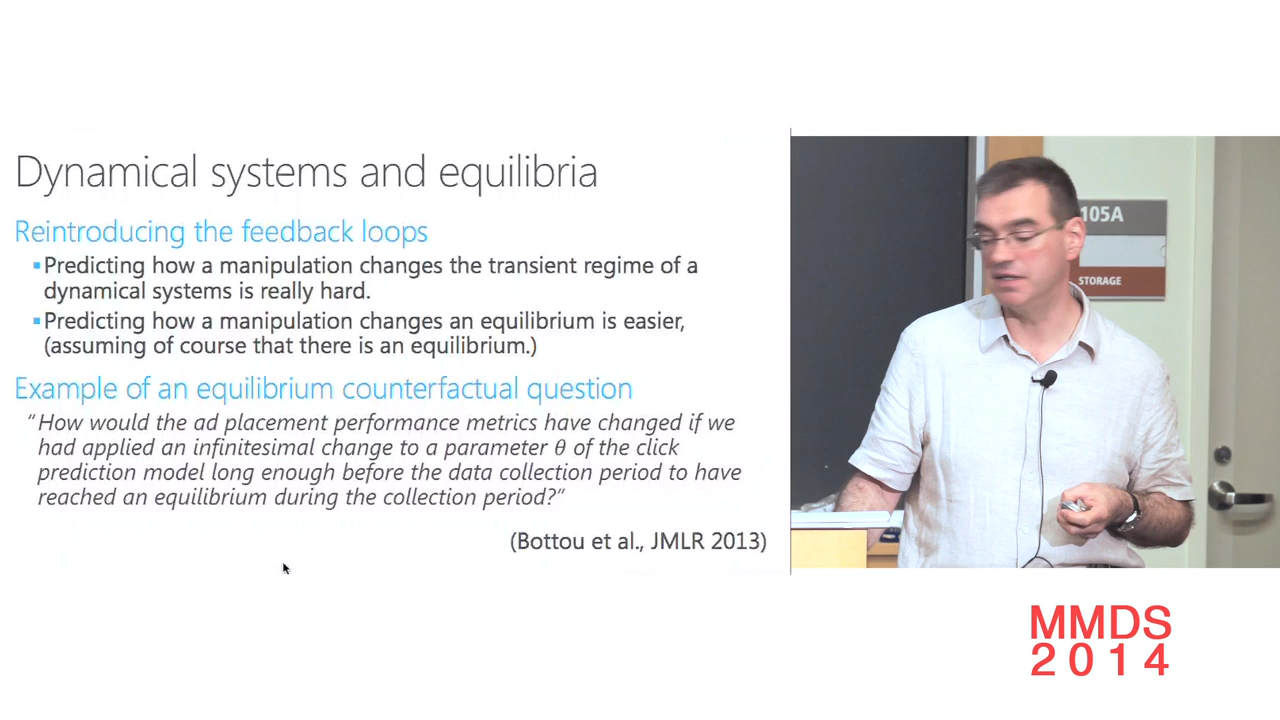 Dynamical systems and equilibria
Reintroducing the feedback loops
▪Predicting how a manipulation changes the transient regime of a
dynamical systems is really hard.
▪Predicting how a manipulation changes an equilibrium is easier,
(assuming of course that there is an equilibrium.)
Example of an equilibrium counterfactual question
“How would the ad placement performance metrics have changed if we
had applied an infinitesimal change to a parameter θ of the click
prediction model long enough before the data collection period to have
reached an equilibrium during the collection period?”
(Bottou et al., JMLR 2013)
105A
STORAGE
MMDS
2014